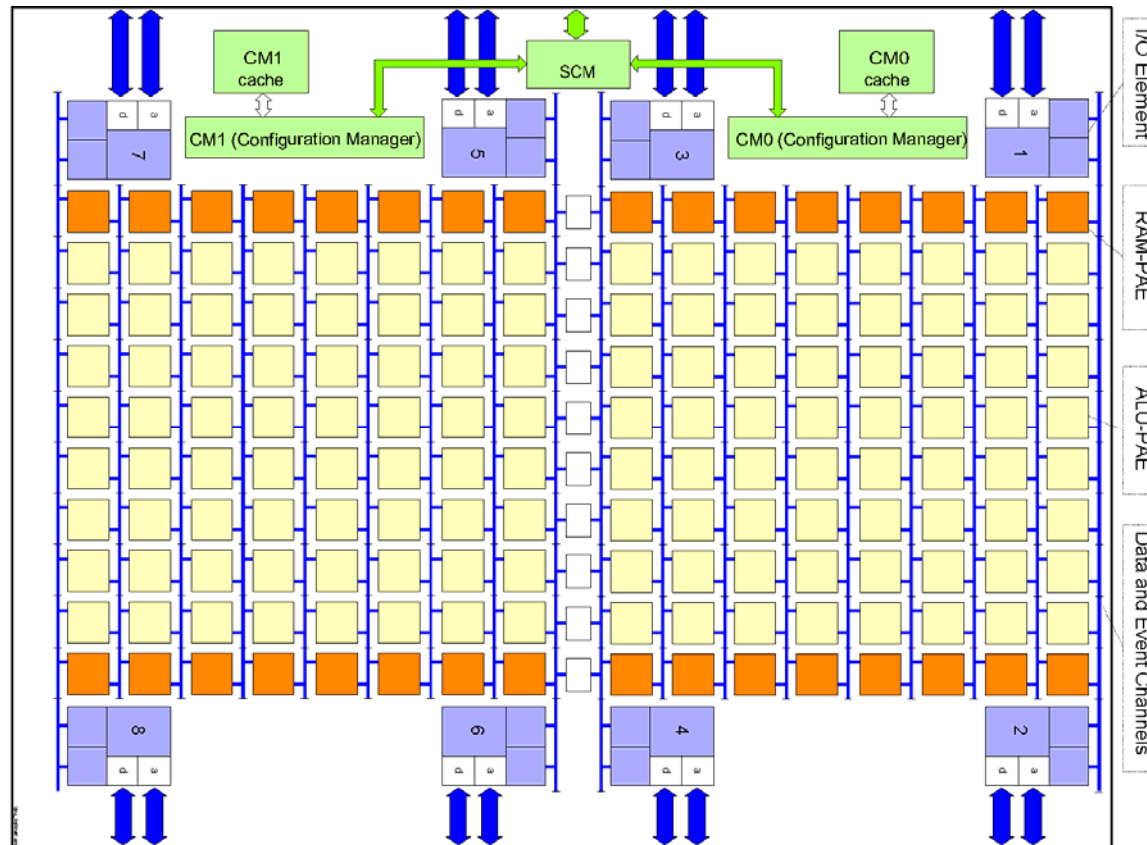 CM1
cache
SCM
CM0
cache
CM1 (Configuration Manager)
CM0 (Configuration Manager)
d a
7
d a
5
d a
3
d a
1
8
d a
6
d a
4
d a
2
d a
I/O Element
RAM-PAE
ALU-PAE
Data and Event Channels